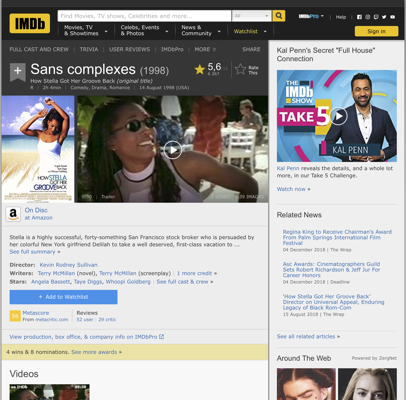 IMDb
Find Movies, TV shows, Celebrities and more...
All
Movies, TV & Showtimes
Celebs, Events & Photos
News & Community
Watchlist
IMDbPro
Help
Sign in
FULL CAST AND CREW | TRIVIA | USER REVIEWS | IMDbPro | MORE
SHARE
Sans complexes (1998)
How Stella Got Her Groove Back (original title)
R | 2h 4min | Comedy, Drama, Romance | 14 August 1998 (USA)
5,6
Rate This
HOW STELLA GOT HER GROOVE BACK
Trailer
On Disc
at Amazon
Stella is a highly successful, forty-something San Francisco stock broker who is persuaded by
her colorful New York girlfriend Delilah to take a well deserved, first-class vacation to ...
See full summary »
Director: Kevin Rodney Sullivan
Writers: Terry McMillan (novel), Terry McMillan (screenplay) | 1 more credit »
Stars: Angela Bassett, Taye Diggs, Whoopi Goldberg | See full cast & crew »
+ Add to Watchlist
Metascore
From metacritic.com
Reviews
52 user | 29 critic
View production, box office, & company info on IMDbPro
4 wins & 8 nominations. See more awards »
Videos
Kal Penn's Secret "Full House"
Connection
THE IMDb SHOW
TAKE 5
KAL PENN
Kal Penn reveals the details, and a whole lot
more, in our Take 5 Challenge.
Watch now »
Related News
Regina King to Receive Chairman's Award
From Palm Springs International Film
Festival
04 December 2018 | The Wrap
Asc Awards: Cinematographers Guild
Sets Robert Richardson & Jeff Jur For
Career Honors
04 December 2018 | Deadline
'How Stella Got Her Groove Back'
Director on Universal Appeal, Enduring
Legacy of Black Rom-Com
15 August 2018 | The Wrap
See all related articles »
Around The Web
Powered by ZergNet